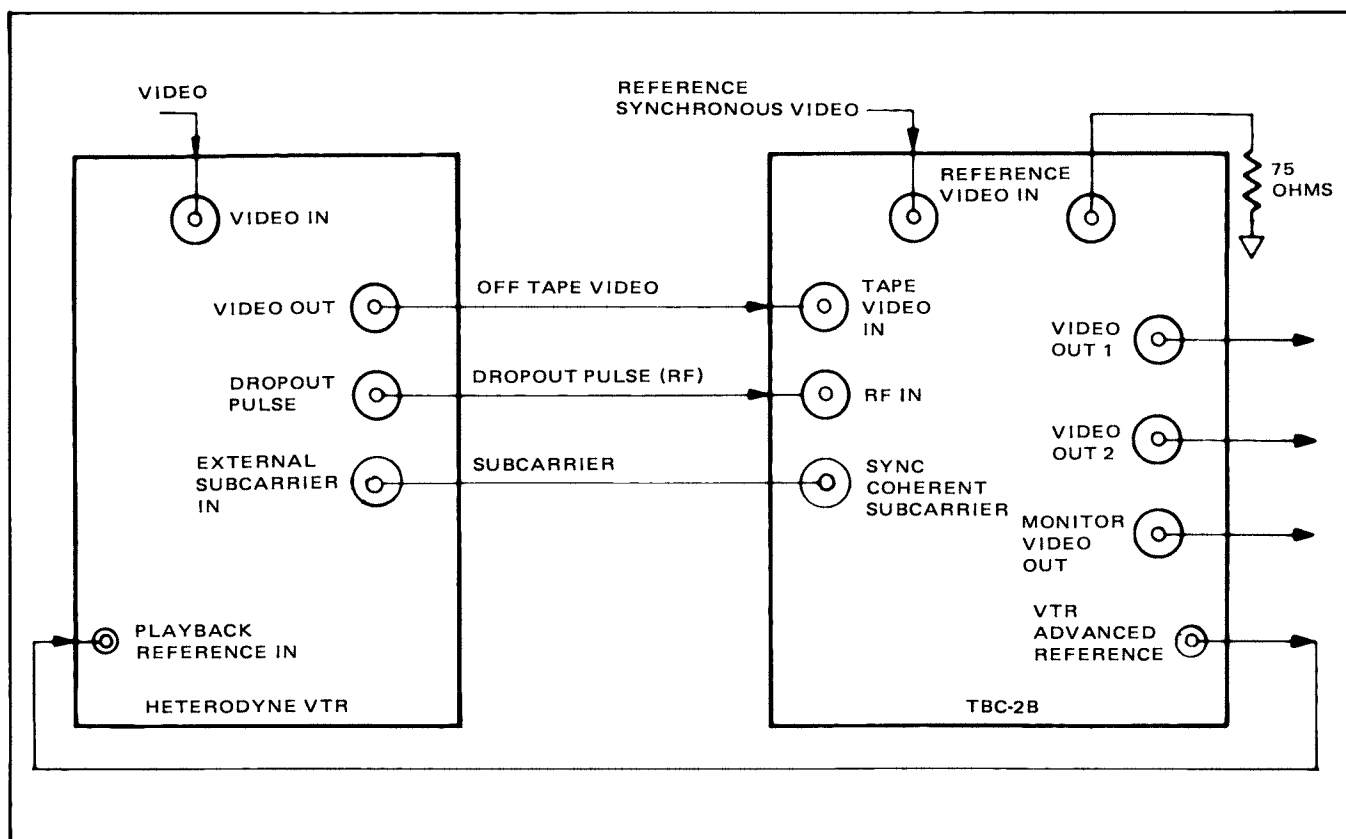 VIDEO
REFERENCE
SYNCHRONOUS VIDEO
VIDEO IN
REFERENCE
VIDEO IN
75
OHMS
VIDEO OUT
OFF TAPE VIDEO
TAPE
VIDEO
IN
VIDEO
OUT 1
DROPOUT
PULSE
DROPOUT PULSE (RF)
RF IN
VIDEO
OUT 2
EXTERNAL
SUBCARRIER
IN
SUBCARRIER
SYNC
COHERENT
SUBCARRIER
MONITOR
VIDEO
OUT
PLAYBACK
REFERENCE IN
VTR
ADVANCED
REFERENCE
HETERODYNE VTR
TBC-2B